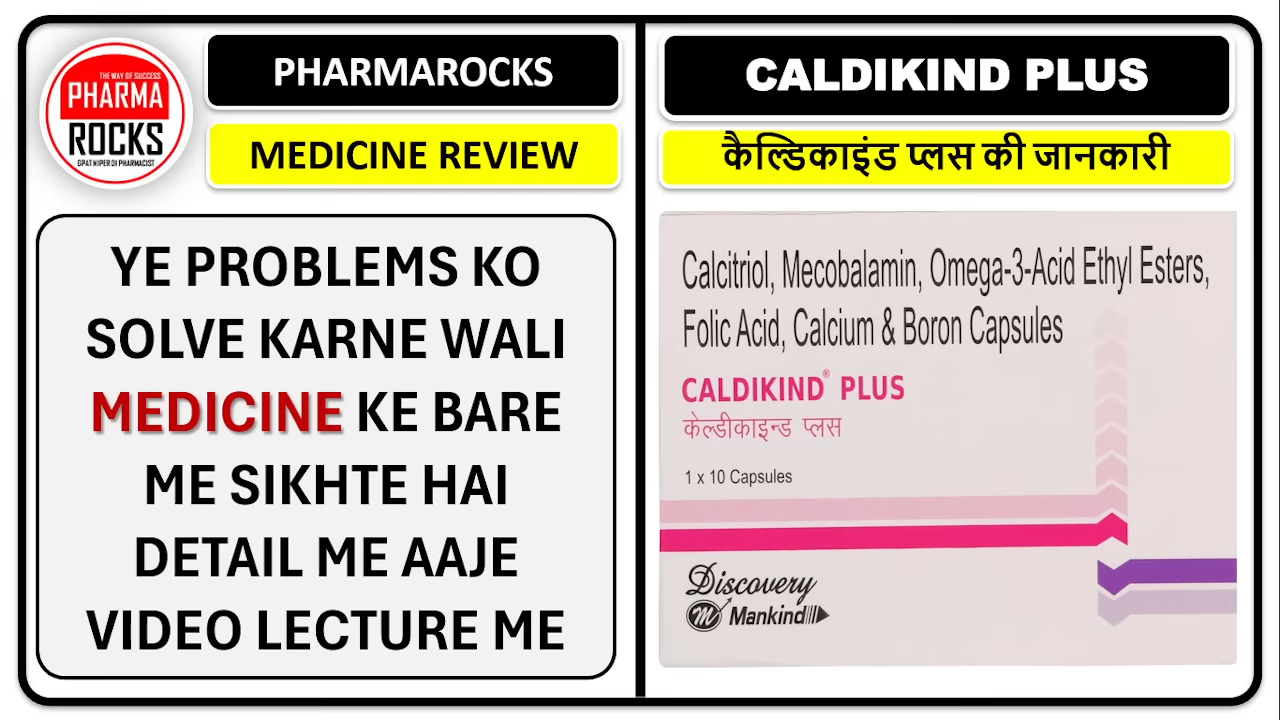 THE WAY OF SUCCESS
PHARMA
ROCKS
GPAT NIPER DI PHARMACIST
PHARMAROCKS
MEDICINE REVIEW
YE PROBLEMS KO
SOLVE KARNE WALI
MEDICINE KE BARE
ME SIKHTE HAI
DETAIL ME AAJE
VIDEO LECTURE ME
CALDIKIND PLUS
कैल्डिकाइंड प्लस की जानकारी
Calcitriol, Mecobalamin, Omega-3-Acid Ethyl Esters,
Folic Acid, Calcium & Boron Capsules
CALDIKIND® PLUS
केल्डीकाइन्ड प्लस
1 x 10 Capsules
Discovery
M Mankind